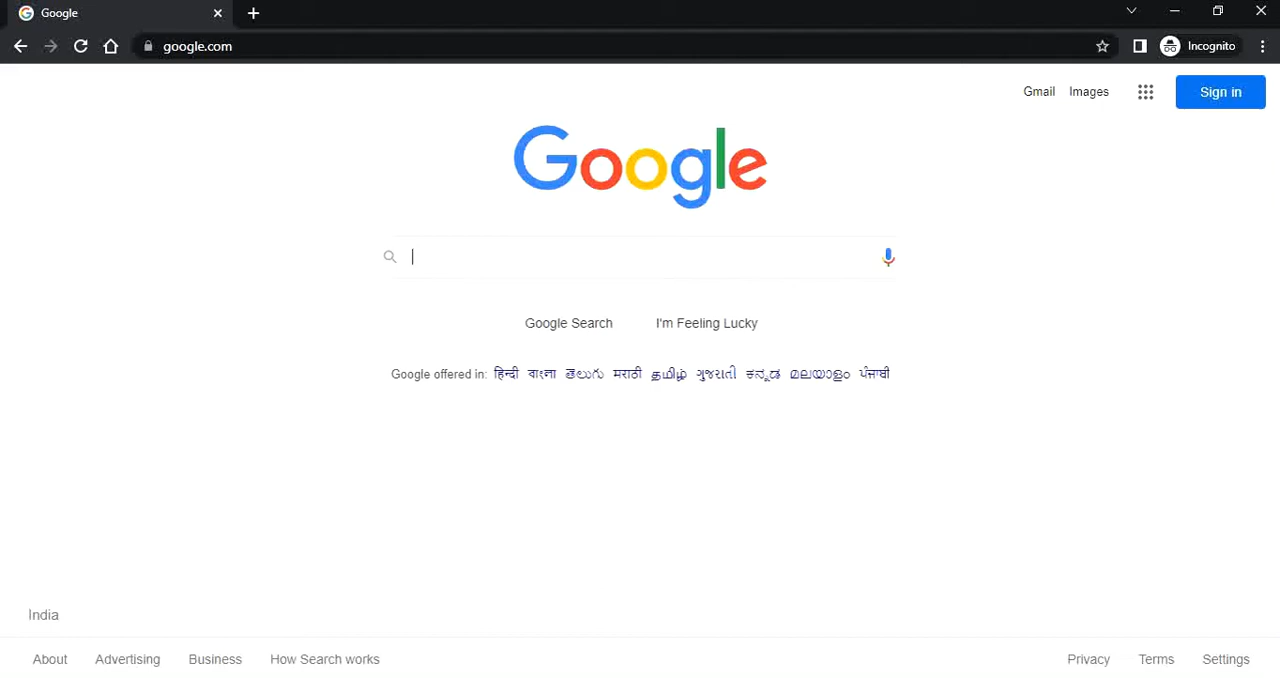 Google
google.com
Incognito
Gmail Images
Sign in
Google
Google Search I'm Feeling Lucky
Google offered in: हिन्दी বাংলা తెలుగు मराठी தமிழ் ગુજરાતી ಕನ್ನಡ മലയാളം ਪੰਜਾਬੀ
India
About Advertising Business How Search works Privacy Terms Settings